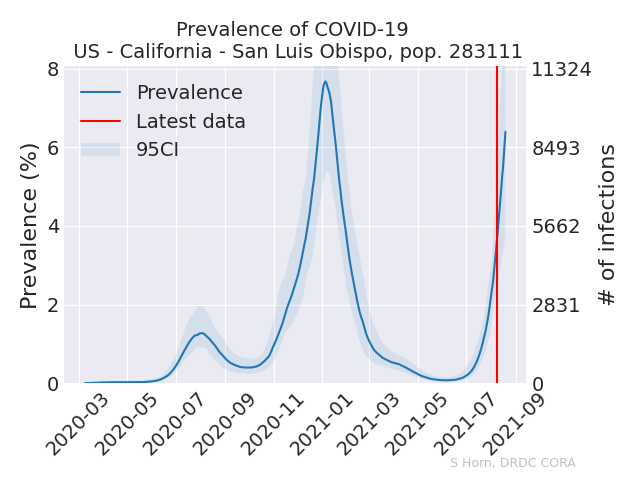 Prevalence of COVID-19
US - California - San Luis Obispo, pop. 283111
Prevalence
Latest data
95CI
Prevalence (%)
8
6
4
2
0
11324
8493
5662
2831
0
# of infections
2020-03
2020-05
2020-07
2020-09
2020-11
2021-01
2021-03
2021-05
2021-07
2021-09
S Horn, DRDC CORA